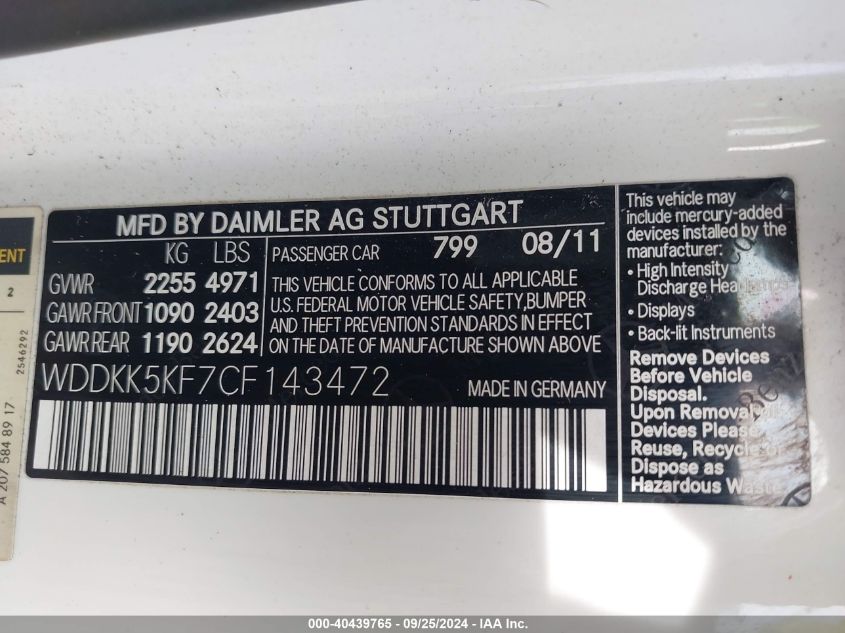 MFD BY DAIMLER AG STUTTGART
KG LBS
GVWR 2255 4971
GAWR FRONT 1090 2403
GAWR REAR 1190 2624
PASSENGER CAR 799 08/11
THIS VEHICLE CONFORMS TO ALL APPLICABLE
U.S. FEDERAL MOTOR VEHICLE SAFETY,BUMPER
AND THEFT PREVENTION STANDARDS IN EFFECT
ON THE DATE OF MANUFACTURE SHOWN ABOVE
WDDKK5KF7CF143472
MADE IN GERMANY
This vehicle may
include mercury-added
devices installed by the
manufacturer:
• High Intensity
Discharge Headlamps
• Displays
• Back-lit Instruments
Remove Devices
Before Vehicle
Disposal.
Upon Removal
Devices Please
Reuse, Recycle or
Dispose as
Hazardous Waste
2
2546292
A 207 584 89 17
000-40439765 - 09/25/2024 - IAA Inc.